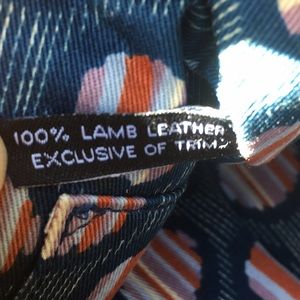 100% LAMB LEATHER
EXCLUSIVE OF TRIM